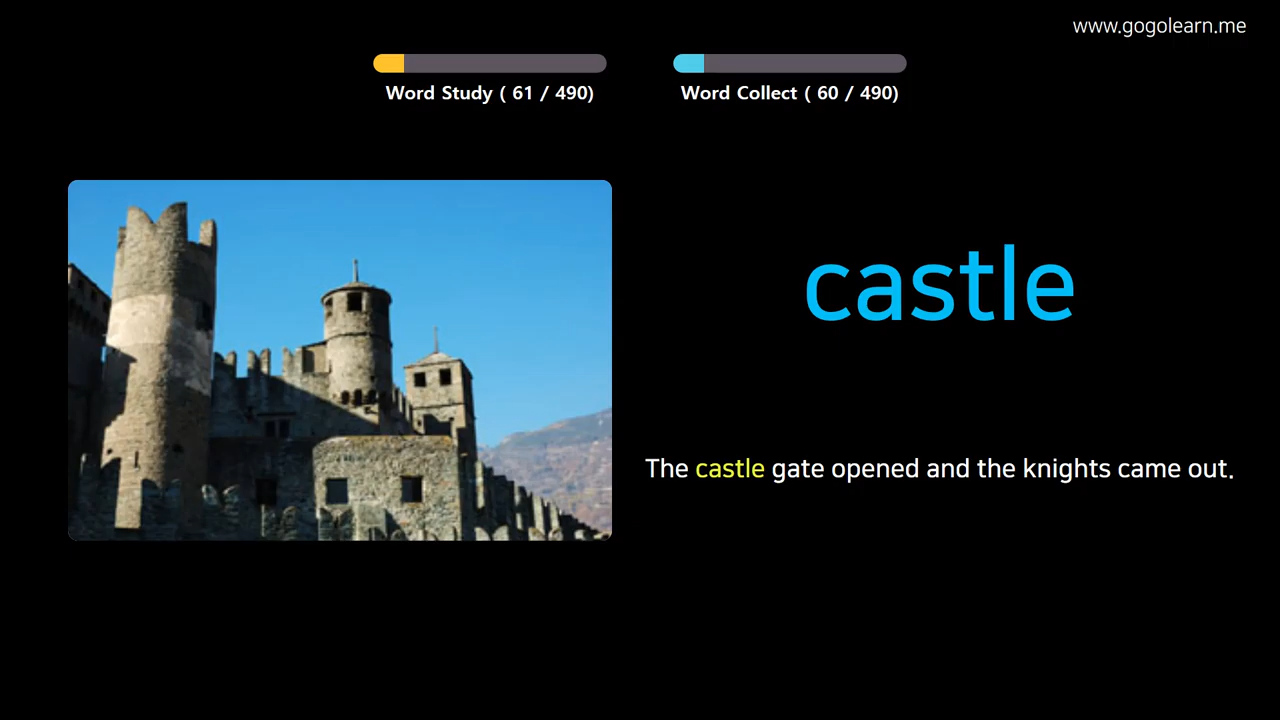 www.gogolearn.me
Word Study ( 61 / 490)
Word Collect ( 60 / 490)
castle
The castle gate opened and the knights came out.